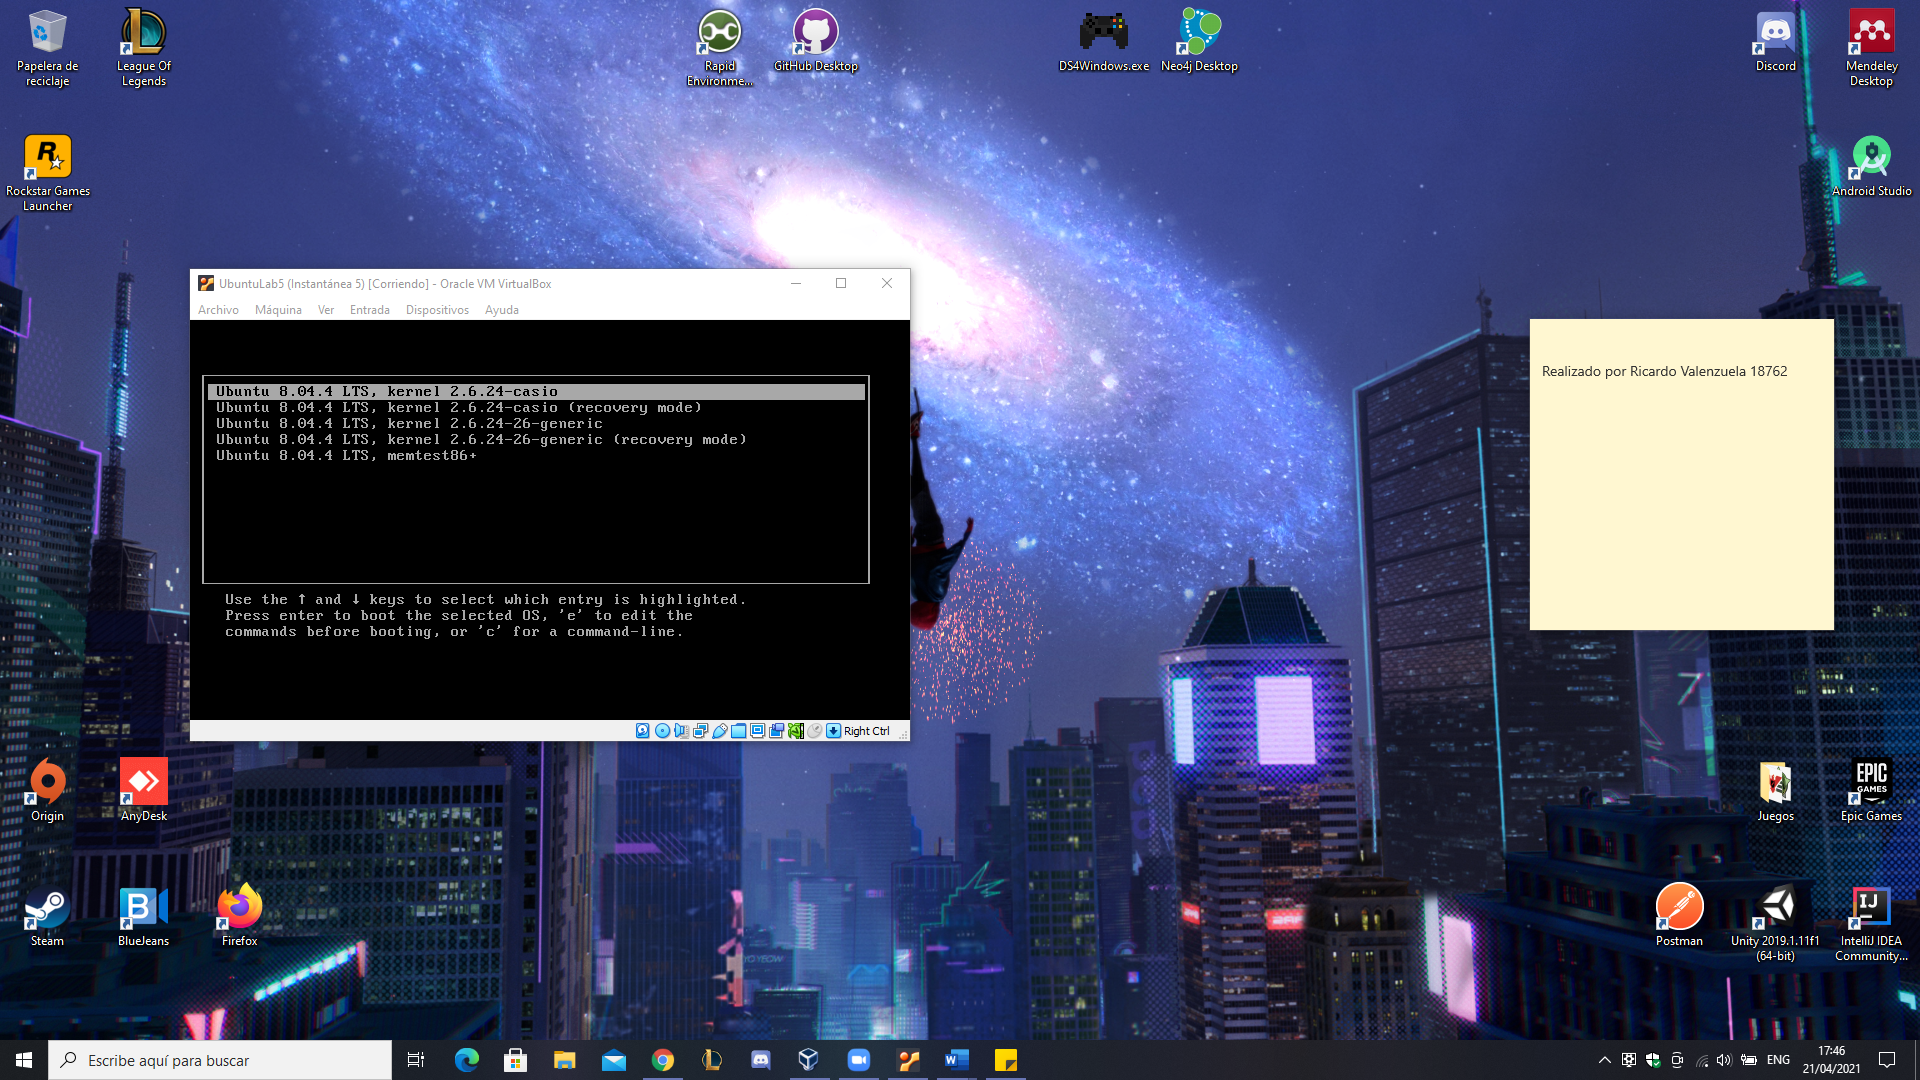 Papelera de
reciclaje
League Of
Legends
Rapid
Environme...
GitHub Desktop
DS4Windows.exe
Neo4j Desktop
Discord
Mendeley
Desktop
Rockstar Games
Launcher
Android Studio
UbuntuLab5 (Instantánea 5) [Corriendo] - Oracle VM VirtualBox
Archivo Máquina Ver Entrada Dispositivos Ayuda
Ubuntu 8.04.4 LTS, kernel 2.6.24-casio
Ubuntu 8.04.4 LTS, kernel 2.6.24-casio (recovery mode)
Ubuntu 8.04.4 LTS, kernel 2.6.24-26-generic
Ubuntu 8.04.4 LTS, kernel 2.6.24-26-generic (recovery mode)
Ubuntu 8.04.4 LTS, memtest86+
Use the ↑ and ↓ keys to select which entry is highlighted.
Press enter to boot the selected OS, 'e' to edit the
commands before booting, or 'c' for a command-line.
Right Ctrl
Realizado por Ricardo Valenzuela 18762
Origin
AnyDesk
Juegos
EPIC
GAMES
Epic Games
Steam
BlueJeans
Firefox
Postman
Unity 2019.1.11f1
(64-bit)
IJ
IntelliJ IDEA
Community...
Escribe aquí para buscar
ENG
17:46
21/04/2021